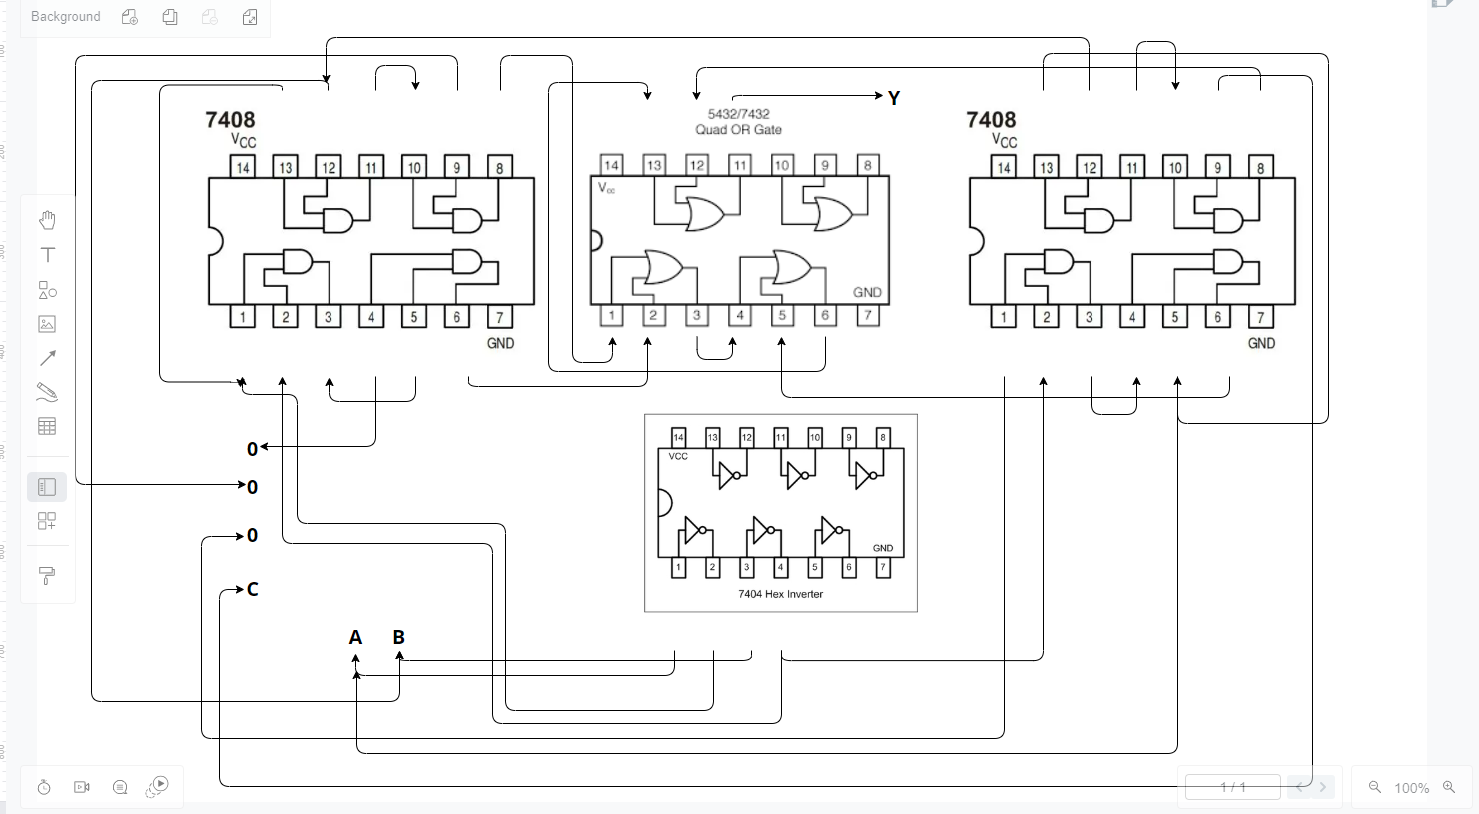 Background
Y
7408
VCC
14 13 12 11 10 9 8
1 2 3 4 5 6 7
GND
5432/7432
Quad OR Gate
14 13 12 11 10 9 8
Vcc
GND
1 2 3 4 5 6 7
7408
VCC
14 13 12 11 10 9 8
1 2 3 4 5 6 7
GND
0
0
0
C
A B
14 13 12 11 10 9 8
VCC
GND
1 2 3 4 5 6 7
7404 Hex Inverter
1 / 1
100%